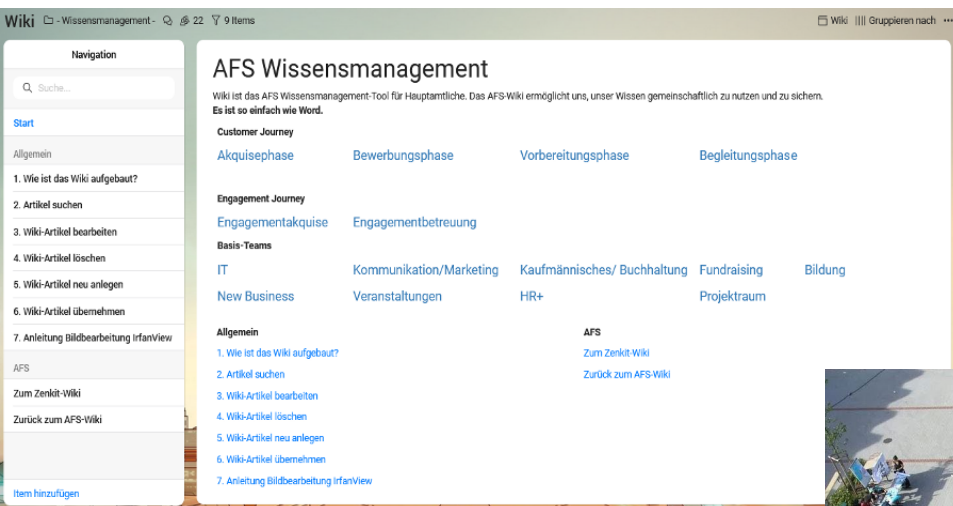 Wiki - Wissensmanagement - 22 9 Items
Wiki Gruppieren nach ...
Navigation
Suche...
Start
Allgemein
1. Wie ist das Wiki aufgebaut?
2. Artikel suchen
3. Wiki-Artikel bearbeiten
4. Wiki-Artikel löschen
5. Wiki-Artikel neu anlegen
6. Wiki-Artikel übernehmen
7. Anleitung Bildbearbeitung IrfanView
AFS
Zum Zenkit-Wiki
Zurück zum AFS-Wiki
Item hinzufügen
AFS Wissensmanagement
Wiki ist das AFS Wissensmanagement-Tool für Hauptamtliche. Das AFS-Wiki ermöglicht uns, unser Wissen gemeinschaftlich zu nutzen und zu sichern.
Es ist so einfach wie Word.
Customer Journey
Akquisephase Bewerbungsphase Vorbereitungsphase Begleitungsphase
Engagement Journey
Engagementakquise Engagementbetreuung
Basis-Teams
IT Kommunikation/Marketing Kaufmännisches/ Buchhaltung Fundraising Bildung
New Business Veranstaltungen HR+ Projektraum
Allgemein
1. Wie ist das Wiki aufgebaut?
2. Artikel suchen
3. Wiki-Artikel bearbeiten
4. Wiki-Artikel löschen
5. Wiki-Artikel neu anlegen
6. Wiki-Artikel übernehmen
7. Anleitung Bildbearbeitung IrfanView
AFS
Zum Zenkit-Wiki
Zurück zum AFS-Wiki